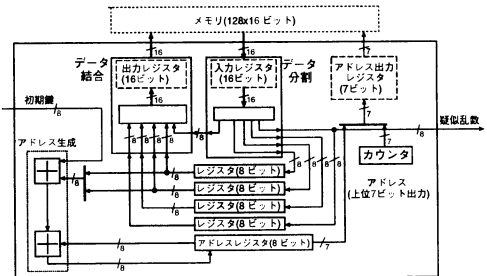 メモリ(128x16 ビット)
16
16
7
データ
結合
出力レジスタ
(16ビット)
入力レジスタ
(16ビット)
データ
分割
アドレス出力
レジスタ
(7ビット)
16
16
7
初期鍵
8
疑似乱数
8
8
8
8
8
8
8
8
8
8
7
カウンタ
アドレス生成
レジスタ(8 ビット)
8
8
レジスタ(8 ビット)
8
アドレス
(上位7ビット出力)
レジスタ(8 ビット)
レジスタ(8 ビット)
アドレスレジスタ(8 ビット)
8
7
8